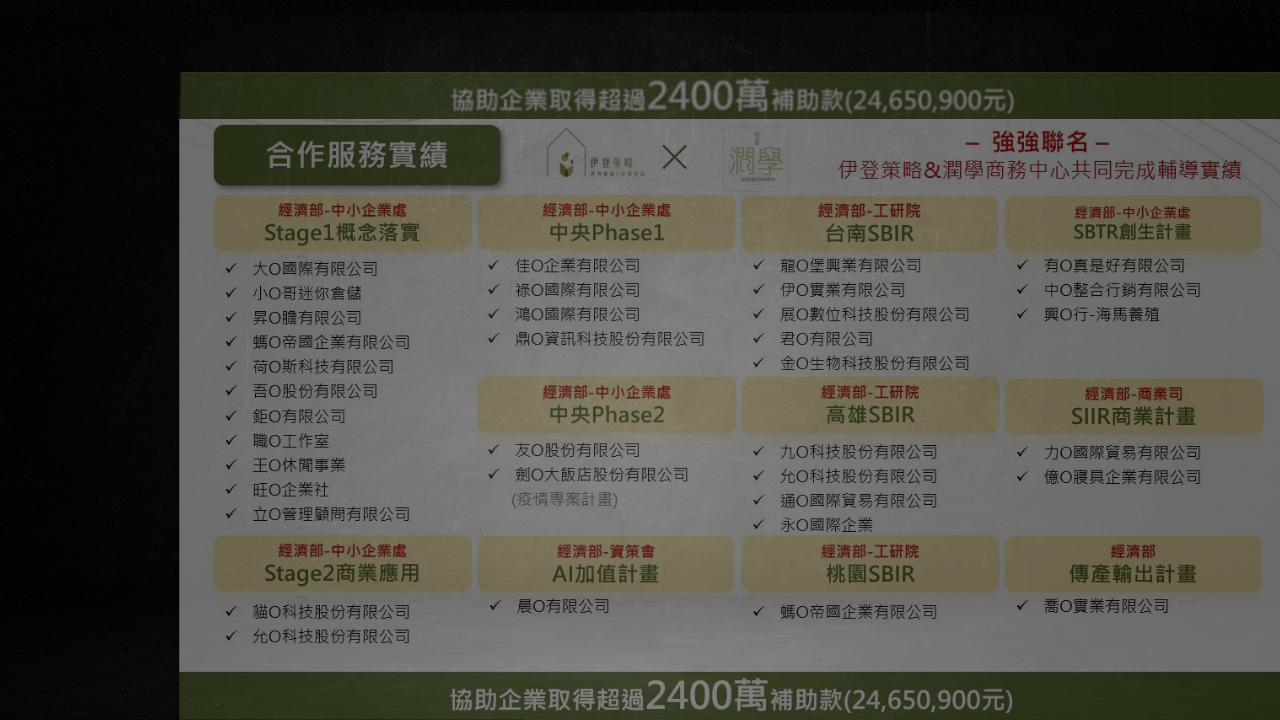 協助企業取得超過2400萬補助款(24,650,900元)
合作服務實績
伊登策略
潤學
– 強強聯名 –
伊登策略&潤學商務中心共同完成輔導實績
經濟部-中小企業處
Stage1概念落實
✓ 大O國際有限公司
✓ 小O哥迷你倉儲
✓ 昇O膽有限公司
✓ 螞O帝國企業有限公司
✓ 荷O斯科技有限公司
✓ 吾O股份有限公司
✓ 鉅O有限公司
✓ 職O工作室
✓ 王O休閒事業
✓ 旺O企業社
✓ 立O管理顧問有限公司
經濟部-中小企業處
Stage2商業應用
✓ 貓O科技股份有限公司
✓ 允O科技股份有限公司
經濟部-中小企業處
中央Phase1
✓ 佳O企業有限公司
✓ 祿O國際有限公司
✓ 鴻O國際有限公司
✓ 鼎O資訊科技股份有限公司
經濟部-中小企業處
中央Phase2
✓ 友O股份有限公司
✓ 劍O大飯店股份有限公司
(疫情專案計畫)
經濟部-資策會
AI加值計畫
✓ 晨O有限公司
經濟部-工研院
台南SBIR
✓ 龍O堡興業有限公司
✓ 伊O實業有限公司
✓ 展O數位科技股份有限公司
✓ 君O有限公司
✓ 金O生物科技股份有限公司
經濟部-工研院
高雄SBIR
✓ 九O科技股份有限公司
✓ 允O科技股份有限公司
✓ 通O國際貿易有限公司
✓ 永O國際企業
經濟部-工研院
桃園SBIR
✓ 螞O帝國企業有限公司
經濟部-中小企業處
SBTR創生計畫
✓ 有O真是好有限公司
✓ 中O整合行銷有限公司
✓ 興O行-海馬養殖
經濟部-商業司
SIIR商業計畫
✓ 力O國際貿易有限公司
✓ 億O寢具企業有限公司
經濟部
傳產輸出計畫
✓ 喬O實業有限公司
協助企業取得超過2400萬補助款(24,650,900元)